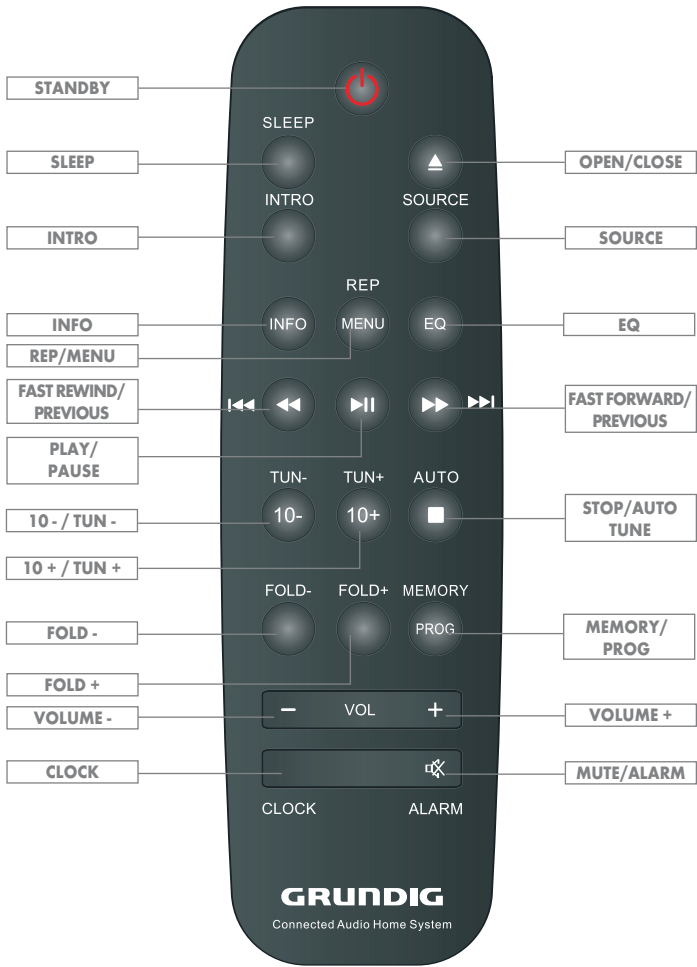 STANDBY
SLEEP
SLEEP
OPEN/CLOSE
INTRO
SOURCE
INTRO
SOURCE
REP
INFO
INFO
MENU
EQ
EQ
REP/MENU
FAST REWIND/
PREVIOUS
FAST FORWARD/
PREVIOUS
PLAY/
PAUSE
TUN-
TUN+
AUTO
10 - / TUN -
10-
10+
STOP/AUTO
TUNE
10 + / TUN +
FOLD-
FOLD+
MEMORY
FOLD -
PROG
MEMORY/
PROG
FOLD +
VOLUME -
− VOL +
VOLUME +
CLOCK
MUTE/ALARM
CLOCK
ALARM
GRUNDIG
Connected Audio Home System